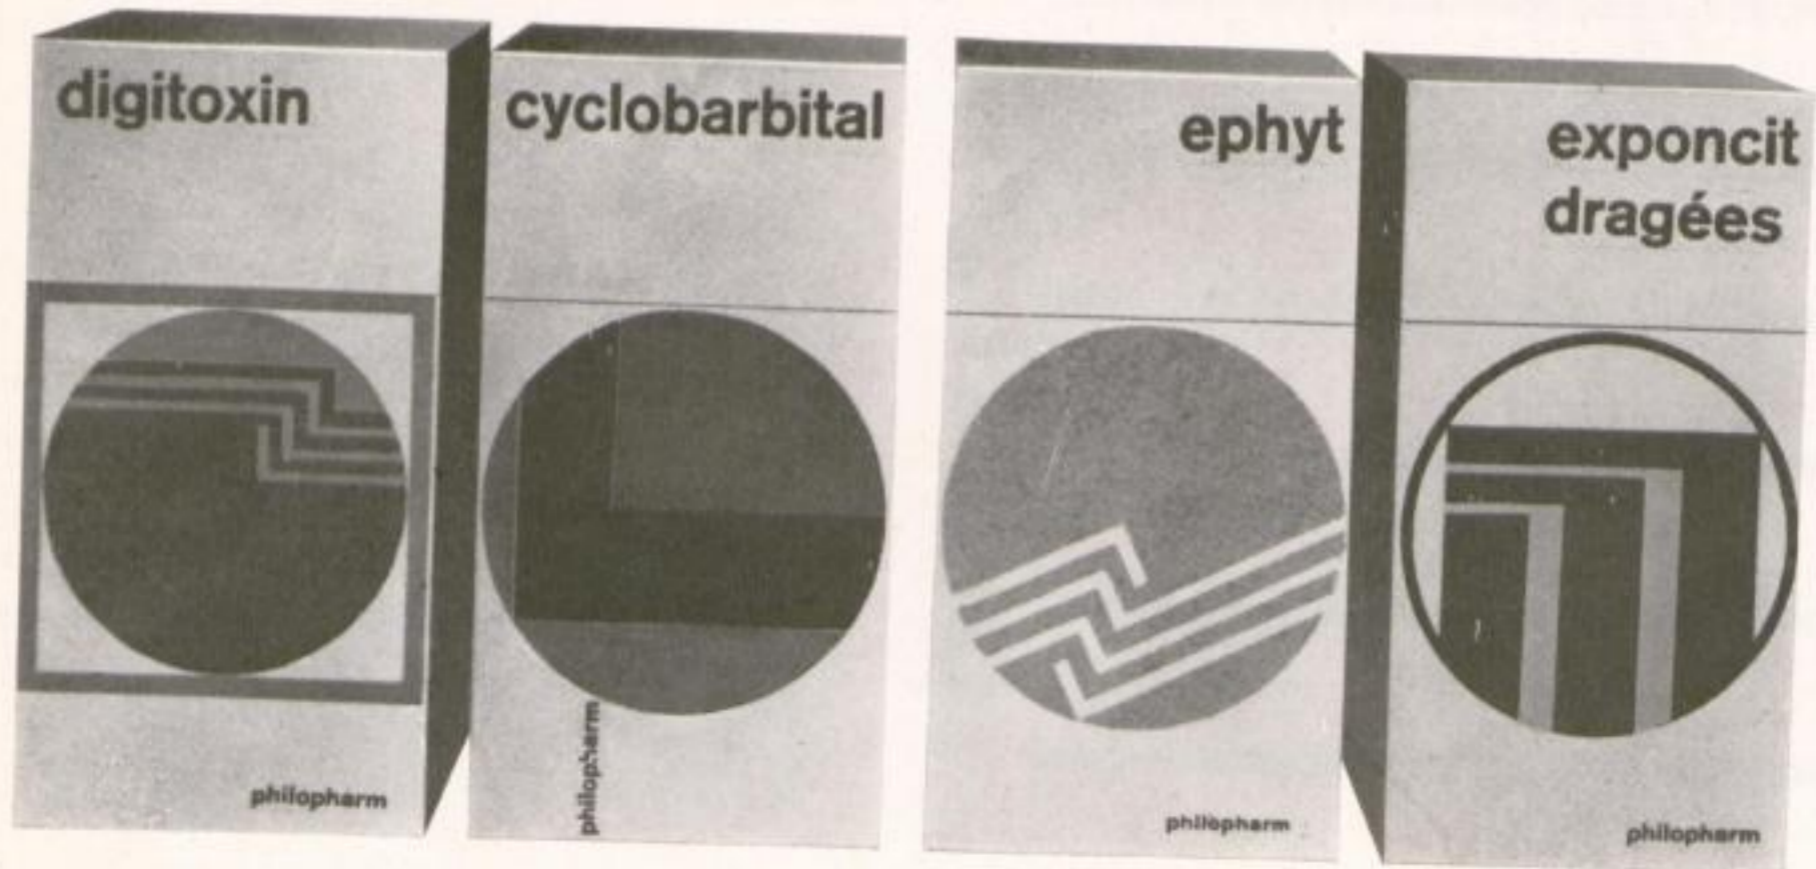 digitoxin
philopharm
cyclobarbital
philopharm
ephyt
philopharm
exponcit
dragées
philopharm